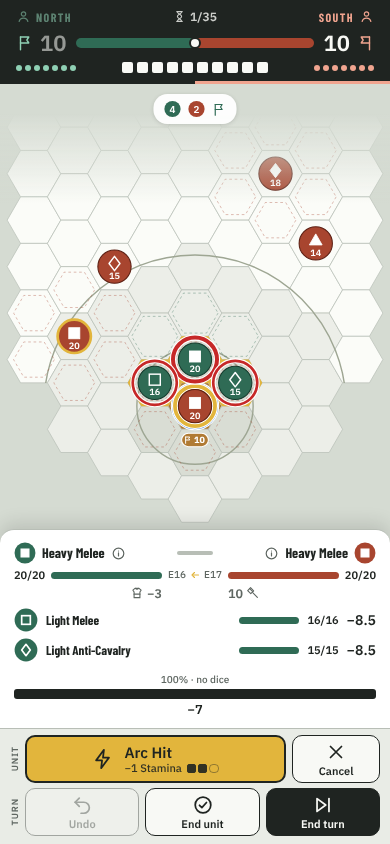 NORTH
1/35
SOUTH
10
10
4 2
18
14
15
20
20
16
15
20
10
Heavy Melee
Heavy Melee
20/20 E16 ← E17 20/20
−3
10
Light Melee 16/16 −8.5
Light Anti-Cavalry 15/15 −8.5
100% · no dice
−7
UNIT
Arc Hit
−1 Stamina
Cancel
TURN
Undo
End unit
End turn